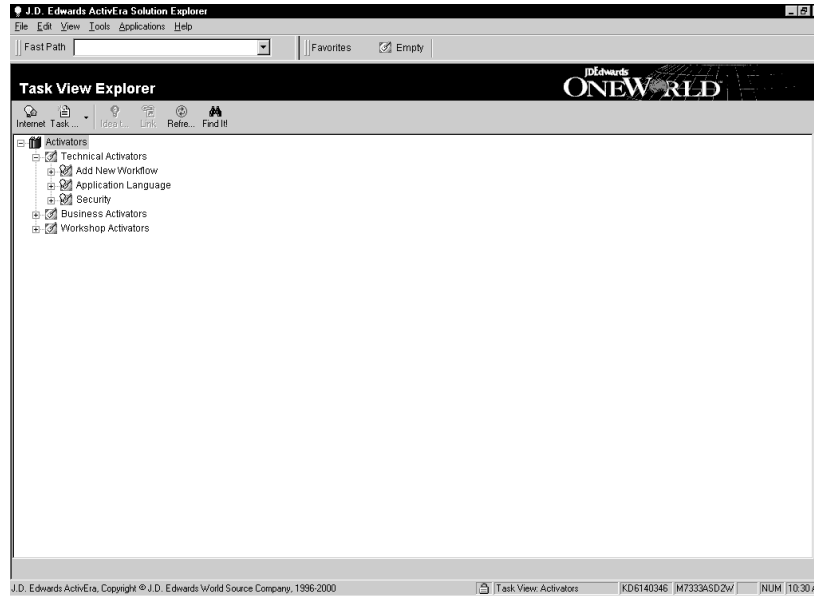 J.D. Edwards ActivEra Solution Explorer
File Edit View Tools Applications Help
Fast Path Favorites Empty
Task View Explorer
JDEdwards
ONEWORLD
Internet Task ... Idea t... Link Refre... Find It!
Activators
Technical Activators
Add New Workflow
Application Language
Security
Business Activators
Workshop Activators
J.D. Edwards ActivEra, Copyright © J.D. Edwards World Source Company, 1996-2000 Task View: Activators KD6140346 M7333ASD2W NUM 10:30